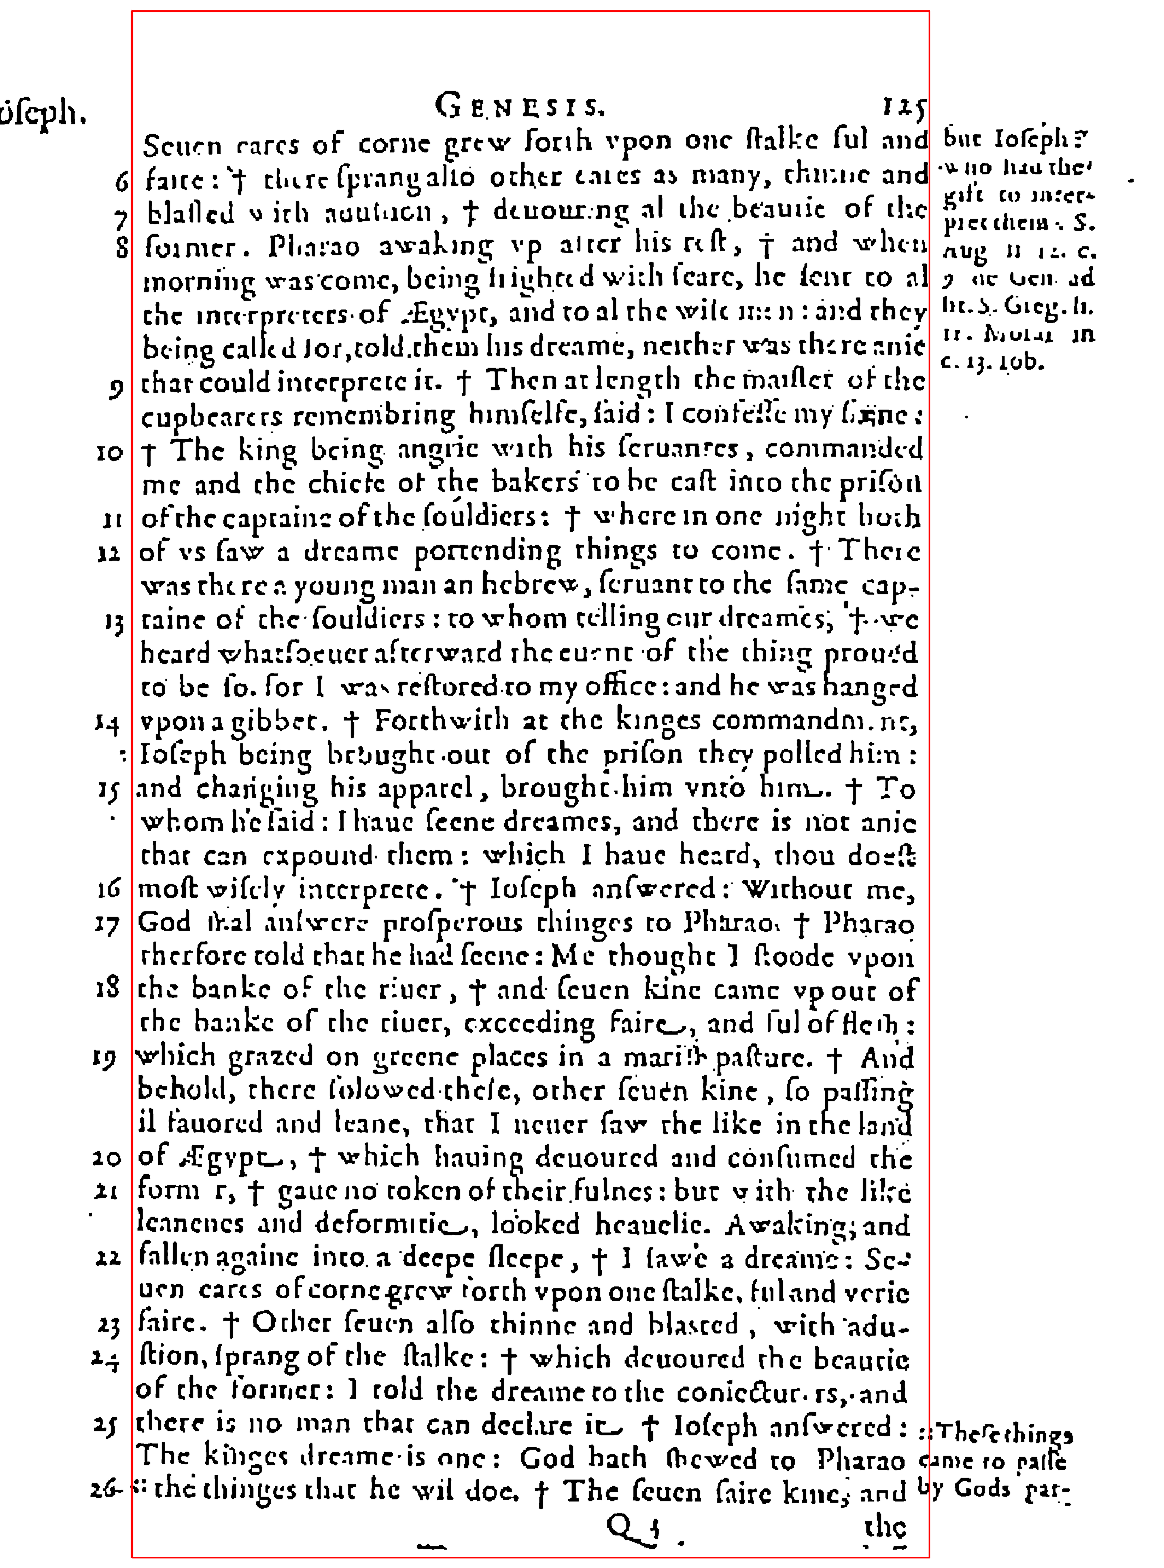 oſeph.
GENESIS. 125
Seuen eares of corne grew forth vpon one ſtalke ful and
6 faire: † there ſprang alſo other eares as many, thinne and
7 blaſted with aduſtion, † deuouring al the beautie of the
8 former. Pharao awaking vp after his reſt, † and when
morning was come, being frighted with feare, he ſent to al
the interpreters of Ægypt, and to al the wiſe men: and they
being called for, told them his dreame, neither was there anie
9 that could interprete it. † Then at length the maiſter of the
cupbearers remembring himſelfe, ſaid: I confeſſe my ſinne:
10 † The king being angrie with his ſeruantes, commanded
me and the chiefe of the bakers to be caſt into the priſon
11 of the captaine of the ſouldiers: † where in one night both
12 of vs ſaw a dreame portending things to come. † There
was there a young man an hebrew, ſeruant to the ſame cap-
13 taine of the ſouldiers: to whom telling our dreames, † we
heard whatſoeuer afterward the euent of the thing proued
to be ſo. for I was reſtored to my office: and he was hanged
14 vpon a gibbet. † Forthwith at the kinges commandment,
Ioſeph being brought out of the priſon they polled him:
15 and changing his apparel, brought him vnto him. † To
whom he ſaid: I haue ſeene dreames, and there is not anie
that can expound them: which I haue heard, thou doeſt
16 moſt wiſely interprete. † Ioſeph anſwered: Without me,
17 God ſhal anſwere proſperous thinges to Pharao. † Pharao
therfore told that he had ſeene: Me thought I ſtoode vpon
18 the banke of the riuer, † and ſeuen kine came vp out of
the banke of the riuer, exceeding faire, and ful of fleſh:
19 which grazed on greene places in a mariſh paſture. † And
behold, there folowed theſe, other ſeuen kine, ſo paſſing
il fauored and leane, that I neuer ſaw the like in the land
20 of Ægypt, † which hauing deuoured and conſumed the
21 former, † gaue no token of their fulnes: but with the like
leanenes and deformitie, looked heauelie. Awaking, and
22 fallen againe into a deepe ſleepe, † I ſawe a dreame: Se-
uen eares of corne grew forth vpon one ſtalke, ful and verie
23 faire. † Other ſeuen alſo thinne and blaſted, with adu-
24 ſtion, ſprang of the ſtalke: † which deuoured the beautie
of the former: I told the dreame to the coniecturers, and
25 there is no man that can declare it. † Ioſeph anſwered:
The kinges dreame is one: God hath ſhewed to Pharao
26 :: the thinges that he wil doe. † The ſeuen faire kine, and
Q 3 the
but Ioſeph?
who had the
gift to inter-
pret them. S.
Aug. li 12. c.
9 de Gen. ad
lit. S. Greg. li.
11. Moral in
c. 13. Iob.
:: Theſe things
came to paſſe
by Gods par-